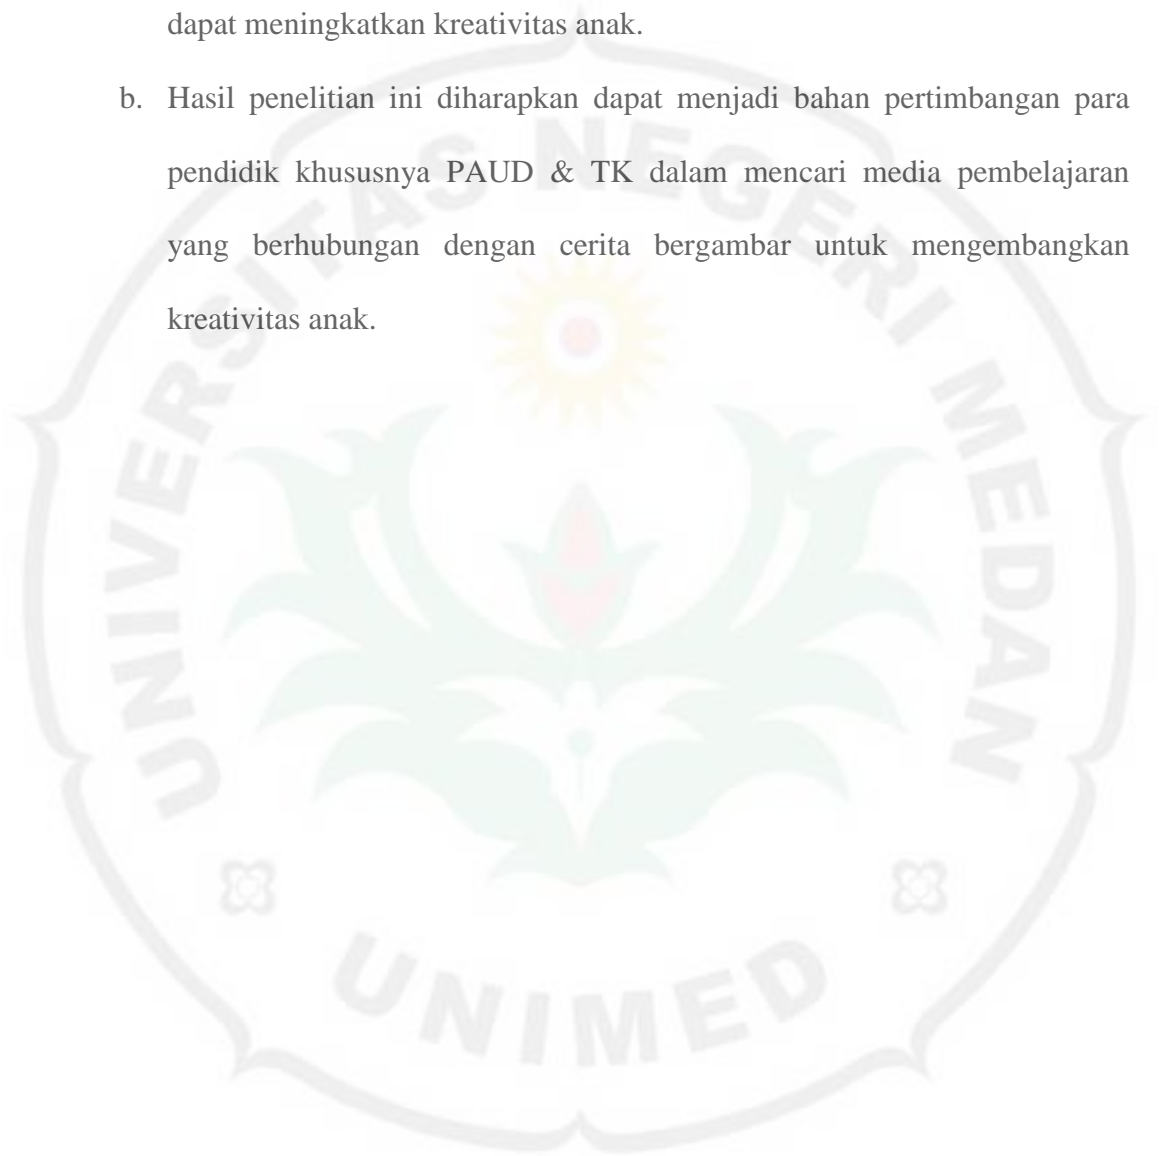 dapat meningkatkan kreativitas anak.
b. Hasil penelitian ini diharapkan dapat menjadi bahan pertimbangan para
pendidik khususnya PAUD & TK dalam mencari media pembelajaran
yang berhubungan dengan cerita bergambar untuk mengembangkan
kreativitas anak.
UNIVERSITAS NEGERI MEDAN
UNIMED